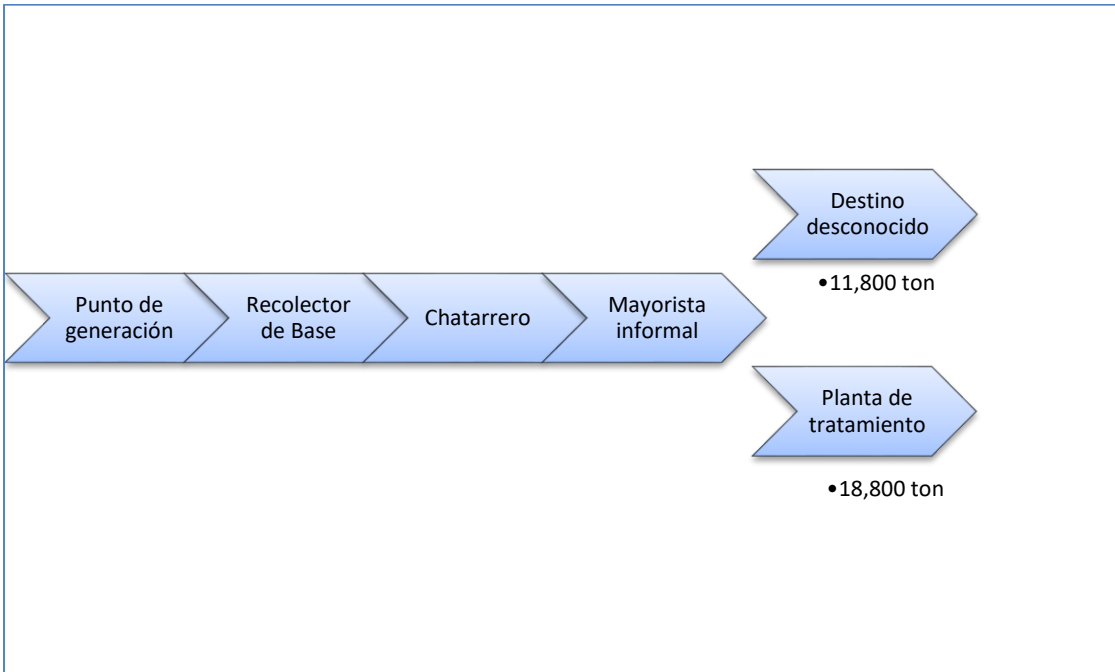 Destino
desconocido
•11,800 ton
Punto de
generación
Recolector
de Base
Chatarrero
Mayorista
informal
Planta de
tratamiento
•18,800 ton